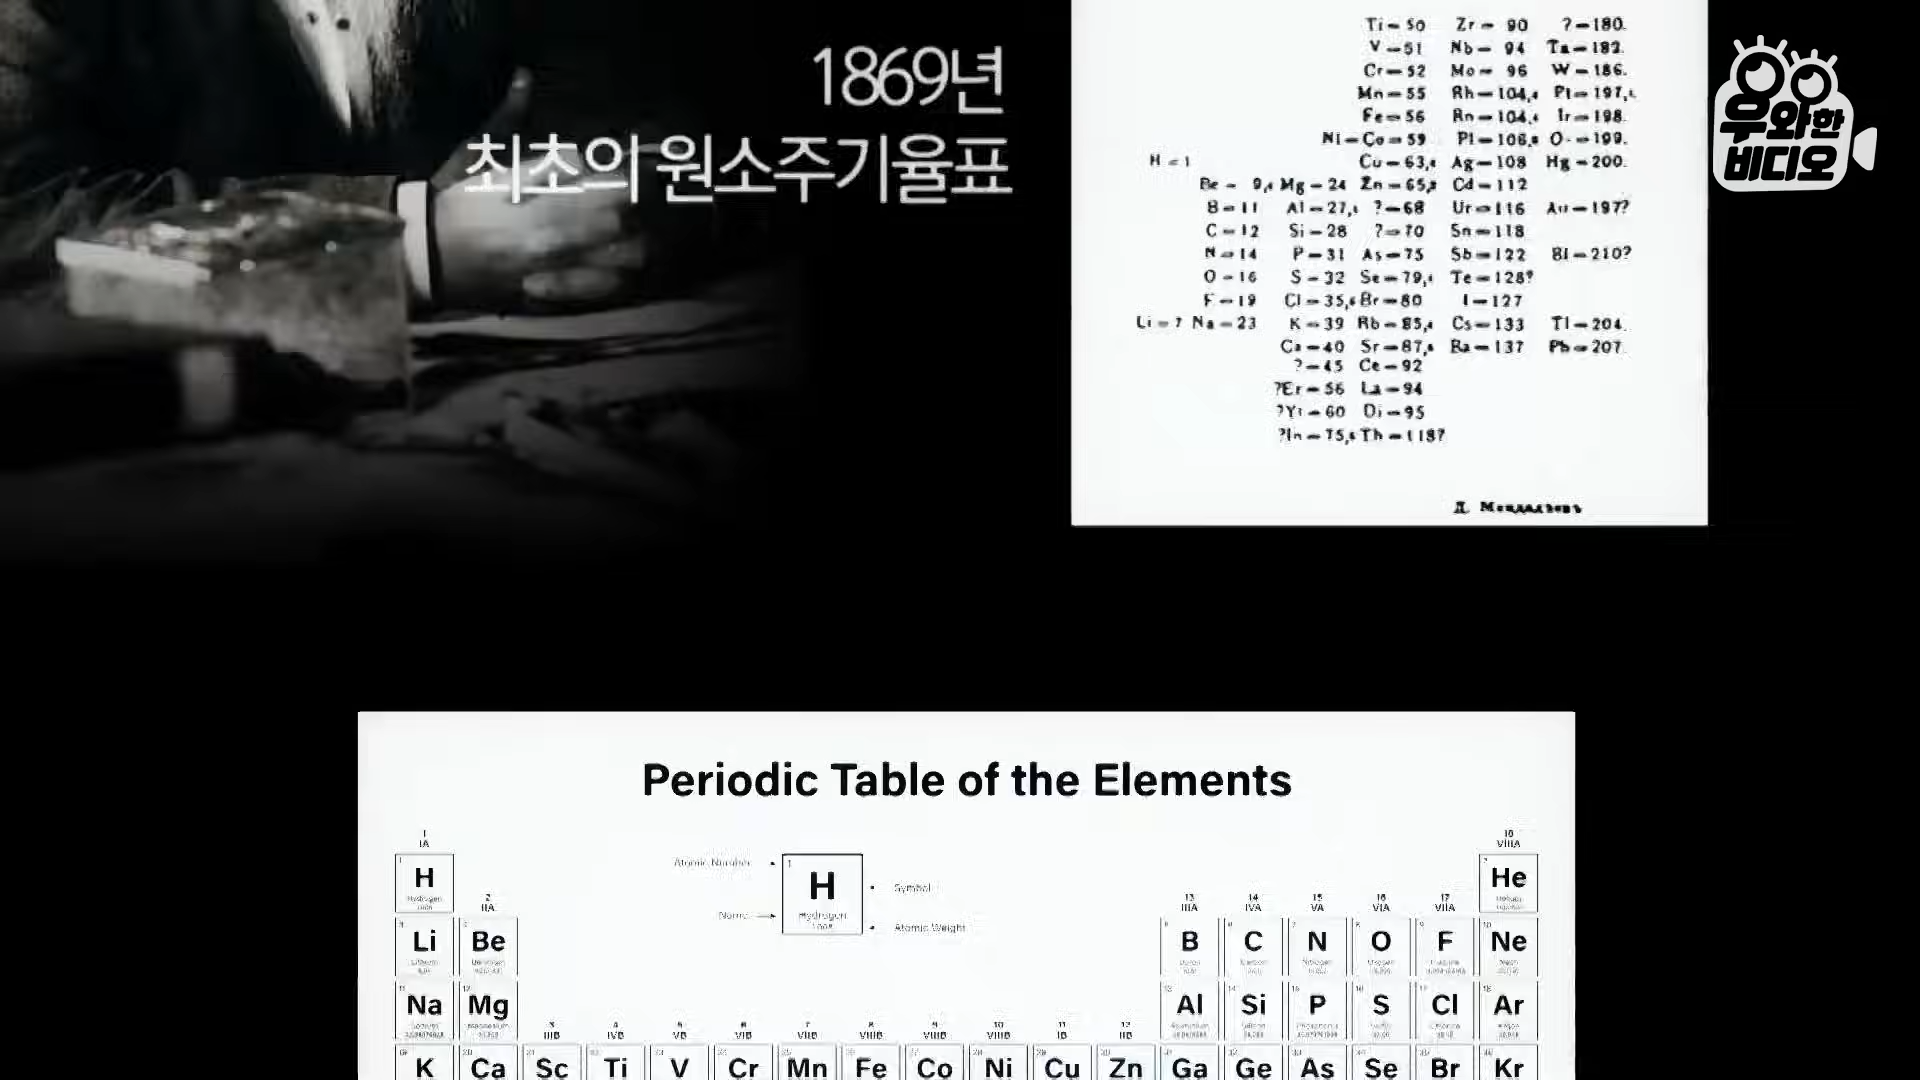 1869년
최초의 원소주기율표
우와한
비디오
Ti=50 Zr= 90 ?=180.
V=51 Nb= 94 Ta=182.
Cr=52 Mo= 96 W=186.
Mn=55 Rh=104,4 Pt=197,4
Fe=56 Rn=104,4 Ir=198.
Ni=Co=59 Pl=106,6 O-=199.
H=1 Cu=63,4 Ag=108 Hg=200.
Be= 9,4 Mg=24 Zn=65,2 Cd=112
B=11 Al=27,4 ?=68 Ur=116 Au=197?
C=12 Si=28 ?=70 Sn=118
N=14 P=31 As=75 Sb=122 Bi=210?
O=16 S=32 Se=79,4 Te=128?
F=19 Cl=35,5 Br=80 I=127
Li=7 Na=23 K=39 Rb=85,4 Cs=133 Tl=204.
Ca=40 Sr=87,6 Ba=137 Pb=207.
?=45 Ce=92
?Er=56 La=94
?Yt=60 Di=95
?In=75,6 Th=118?
Д. Менделѣевъ
Periodic Table of the Elements
1 18
IA VIIIA
H
Hydrogen
He
Atomic Number
1
H
Hydrogen
Symbol
Name
Atomic Weight
2 13 14 15 16 17
IIA IIIA IVA VA VIA VIIA
Li Be B C N O F Ne
Na Mg Al Si P S Cl Ar
3 4 5 6 7 8 9 10 11 12
IIIB IVB VB VIB VIIB VIIIB VIIIB VIIIB IB IIB
K Ca Sc Ti V Cr Mn Fe Co Ni Cu Zn Ga Ge As Se Br Kr